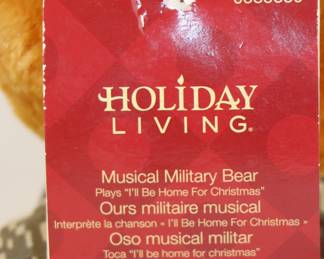 HOLiDAY
LIVING®
Musical Military Bear
Plays "I'll Be Home For Christmas"
Ours militaire musical
Interprète la chanson « I'll Be Home For Christmas »
Oso musical militar
Toca "I'll be home for christmas"